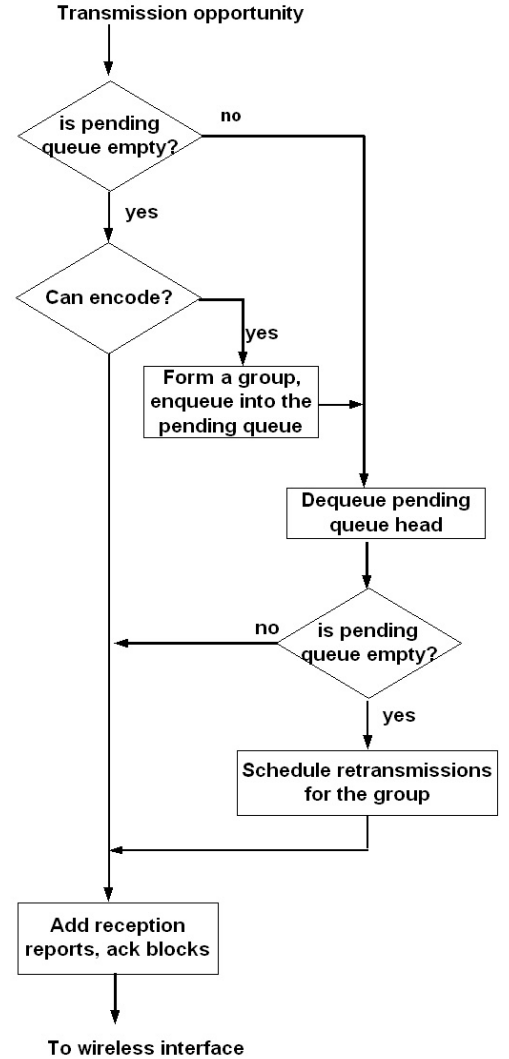 Transmission opportunity
is pending
queue empty?
no
yes
Can encode?
yes
Form a group,
enqueue into the
pending queue
Dequeue pending
queue head
no
is pending
queue empty?
yes
Schedule retransmissions
for the group
Add reception
reports, ack blocks
To wireless interface